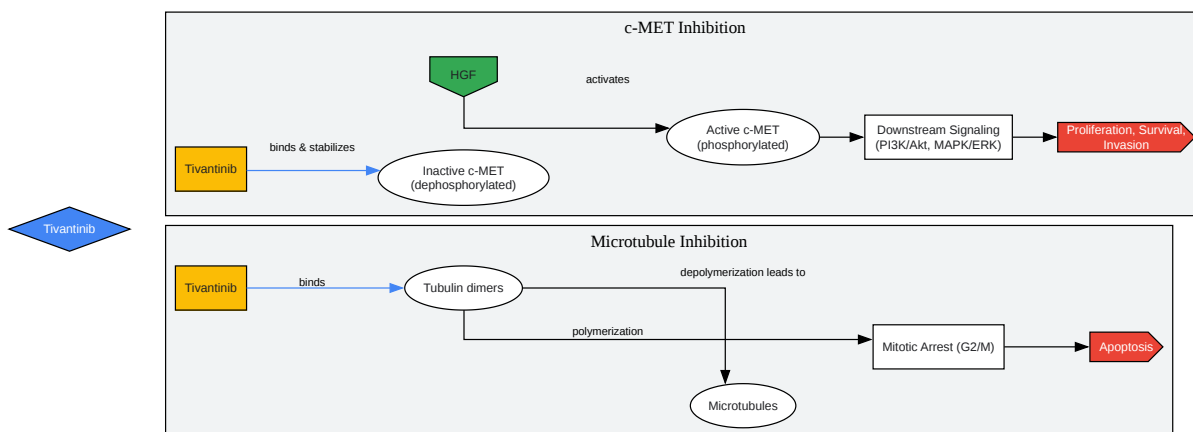 c-MET Inhibition
HGF
activates
Active c-MET
(phosphorylated)
Downstream Signaling
(PI3K/Akt, MAPK/ERK)
Proliferation, Survival,
Invasion
Tivantinib
binds & stabilizes
Inactive c-MET
(dephosphorylated)
Tivantinib
Microtubule Inhibition
Tivantinib
binds
Tubulin dimers
depolymerization leads to
polymerization
Mitotic Arrest (G2/M)
Apoptosis
Microtubules